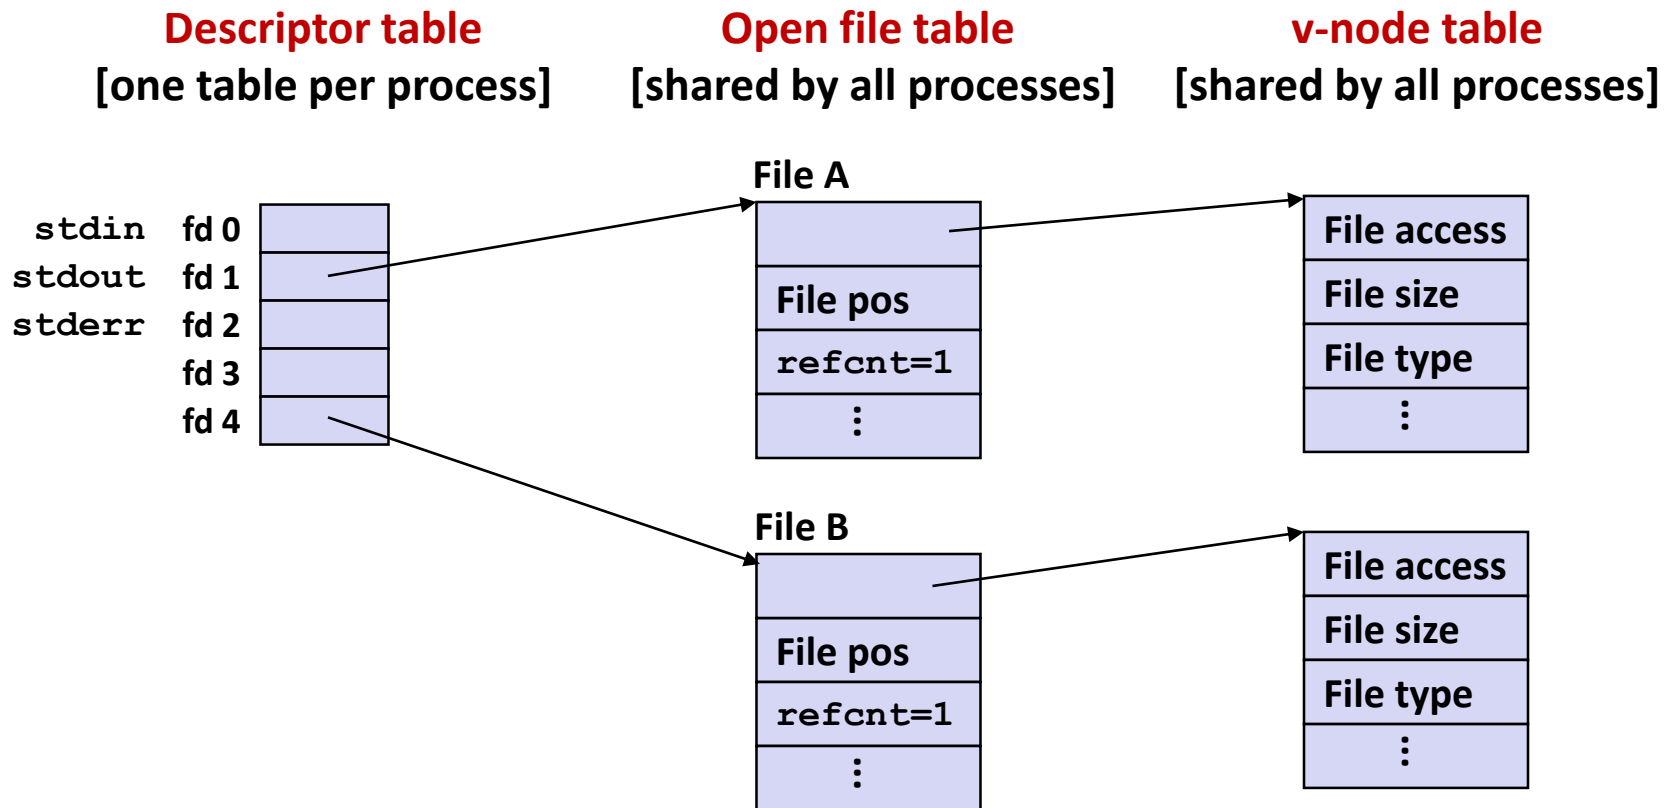 Descriptor table
[one table per process]
Open file table
[shared by all processes]
v-node table
[shared by all processes]
stdin fd 0
stdout fd 1
stderr fd 2
fd 3
fd 4
File A
File pos
refcnt=1
⋮
File access
File size
File type
⋮
File B
File pos
refcnt=1
⋮
File access
File size
File type
⋮